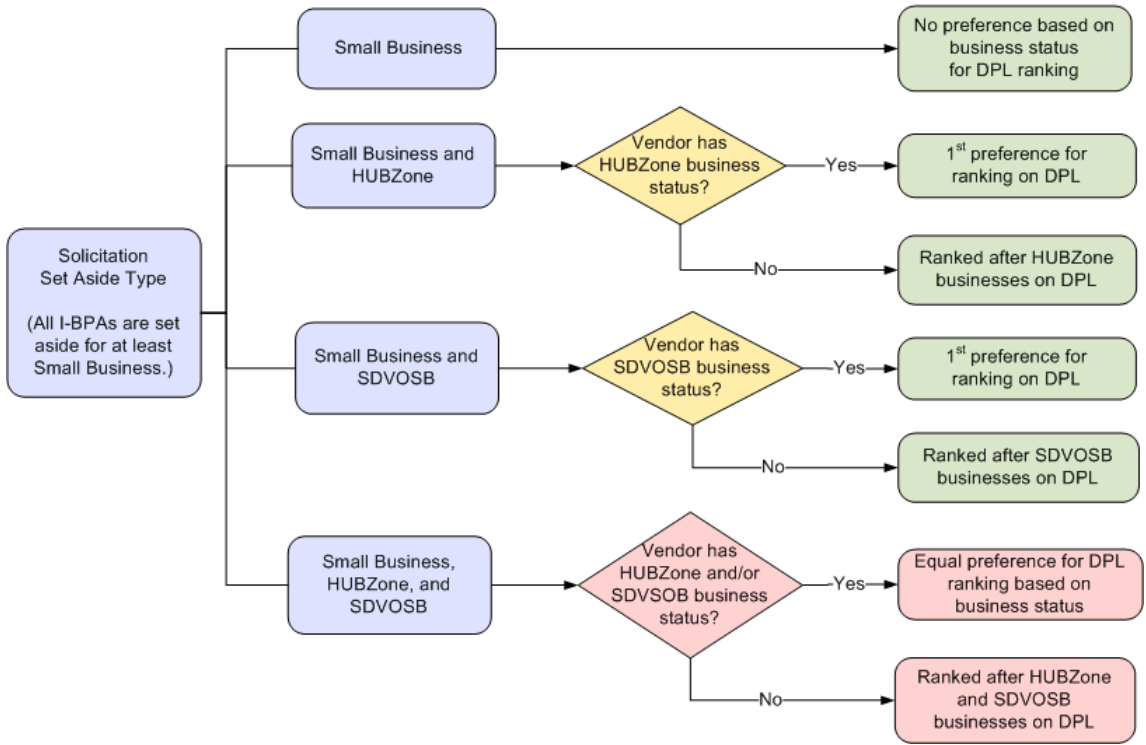 Small Business
No preference based on
business status
for DPL ranking
Small Business and
HUBZone
Vendor has
HUBZone business
status?
Yes
1st preference for
ranking on DPL
No
Ranked after HUBZone
businesses on DPL
Solicitation
Set Aside Type
(All I-BPAs are set
aside for at least
Small Business.)
Small Business and
SDVOSB
Vendor has
SDVOSB business
status?
Yes
1st preference for
ranking on DPL
No
Ranked after SDVOSB
businesses on DPL
Small Business,
HUBZone, and
SDVOSB
Vendor has
HUBZone and/or
SDVSOB business
status?
Yes
Equal preference for DPL
ranking based on
business status
No
Ranked after HUBZone
and SDVOSB
businesses on DPL